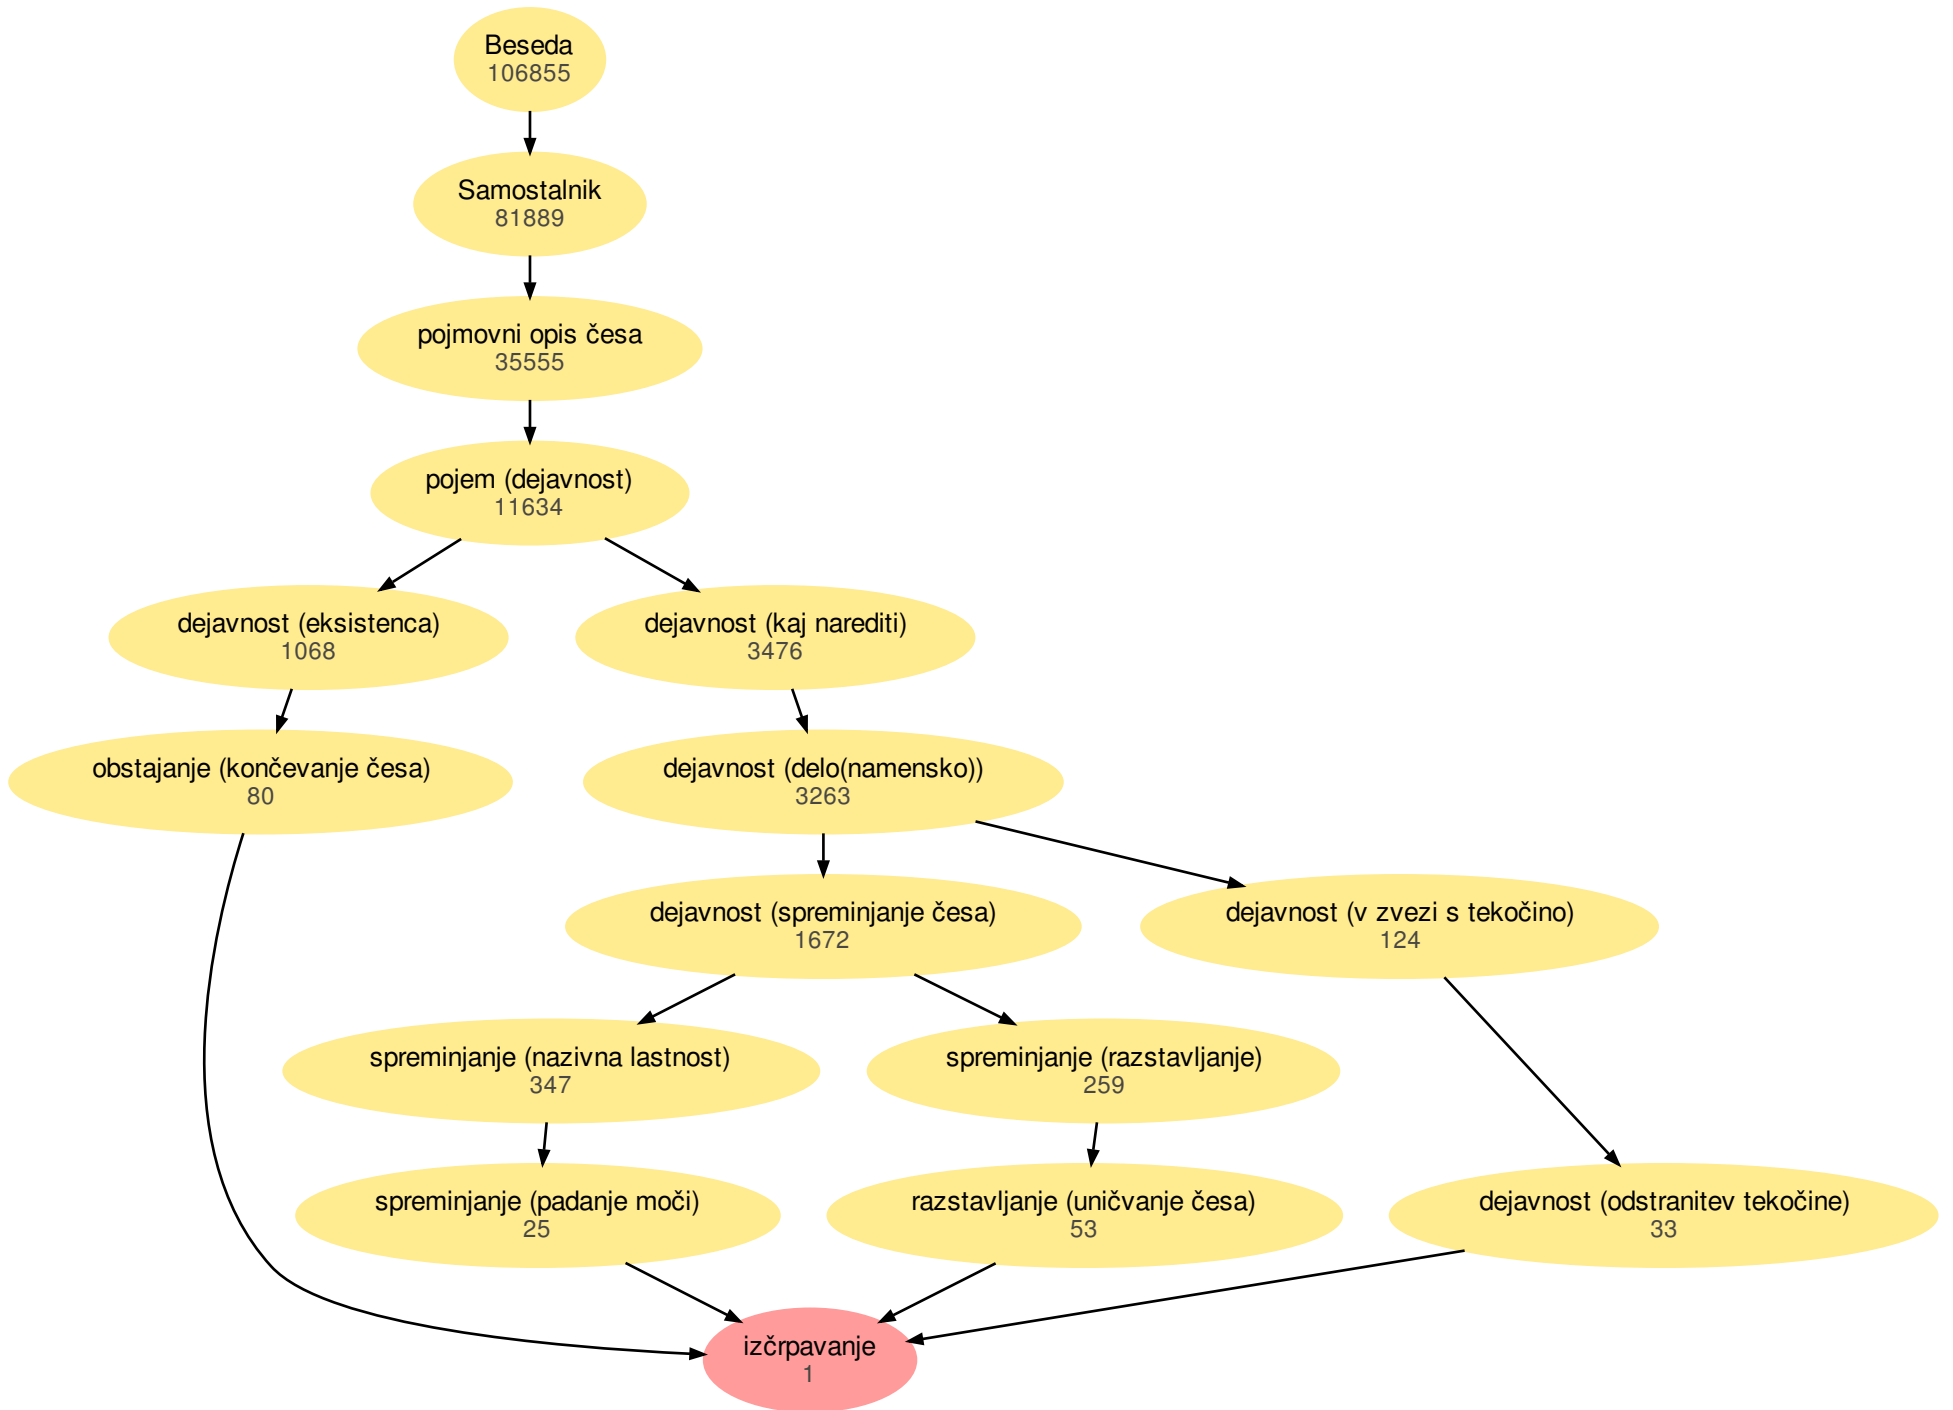 Beseda
106855
Samostalnik
81889
pojmovni opis česa
35555
pojem (dejavnost)
11634
dejavnost (eksistenca)
1068
dejavnost (kaj narediti)
3476
obstajanje (končevanje česa)
80
dejavnost (delo(namensko))
3263
dejavnost (spreminjanje česa)
1672
dejavnost (v zvezi s tekočino)
124
spreminjanje (nazivna lastnost)
347
spreminjanje (razstavljanje)
259
spreminjanje (padanje moči)
25
razstavljanje (uničvanje česa)
53
dejavnost (odstranitev tekočine)
33
izčrpavanje
1